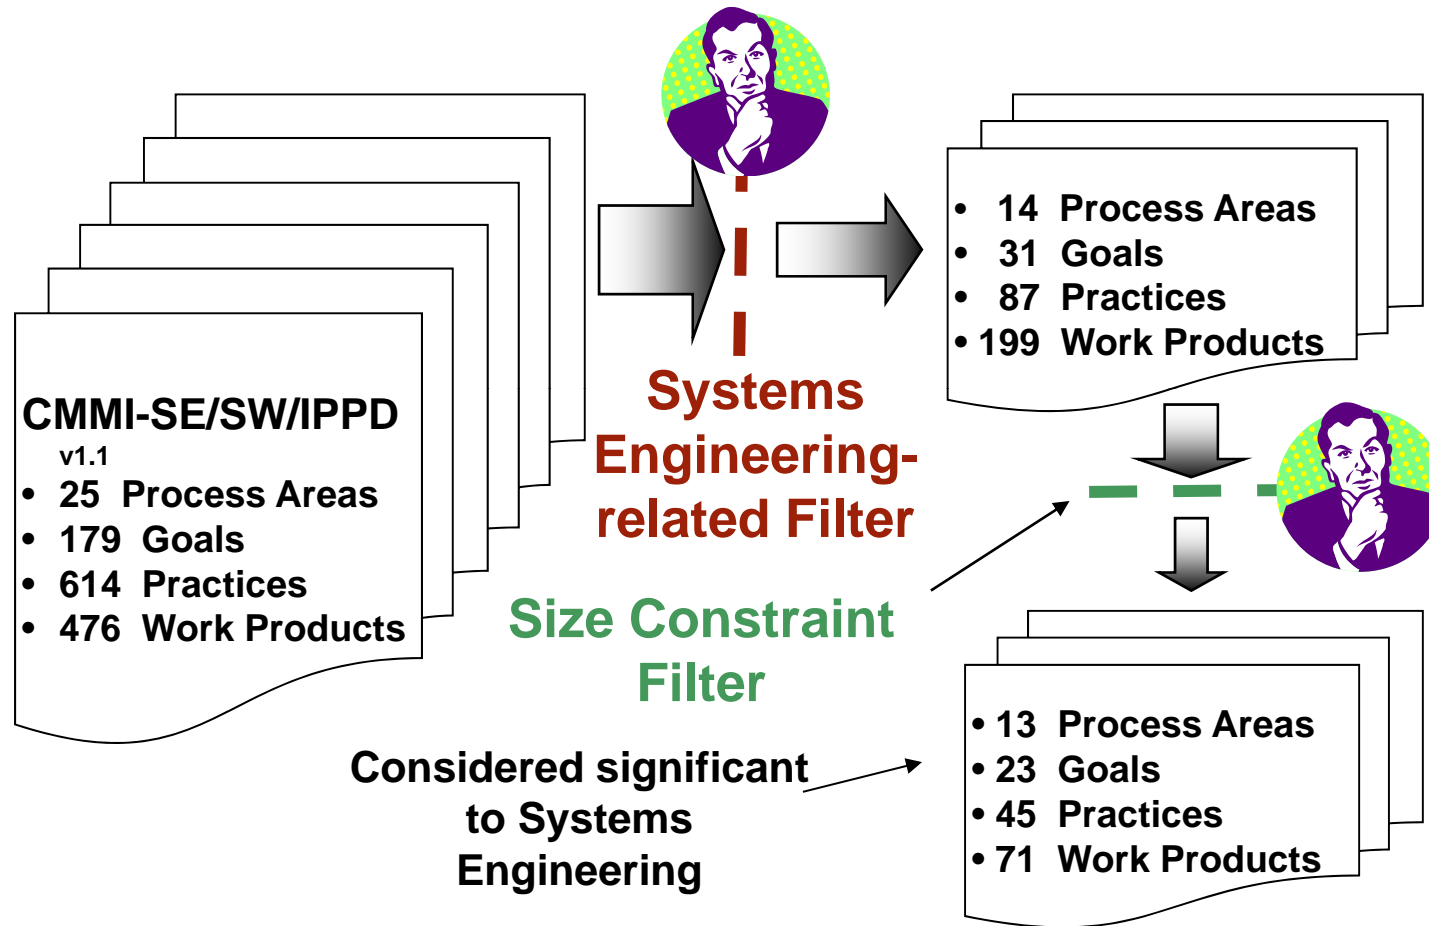 CMMI-SE/SW/IPPD
v1.1
• 25 Process Areas
• 179 Goals
• 614 Practices
• 476 Work Products
Systems
Engineering-
related Filter
• 14 Process Areas
• 31 Goals
• 87 Practices
• 199 Work Products
Size Constraint
Filter
Considered significant
to Systems
Engineering
• 13 Process Areas
• 23 Goals
• 45 Practices
• 71 Work Products